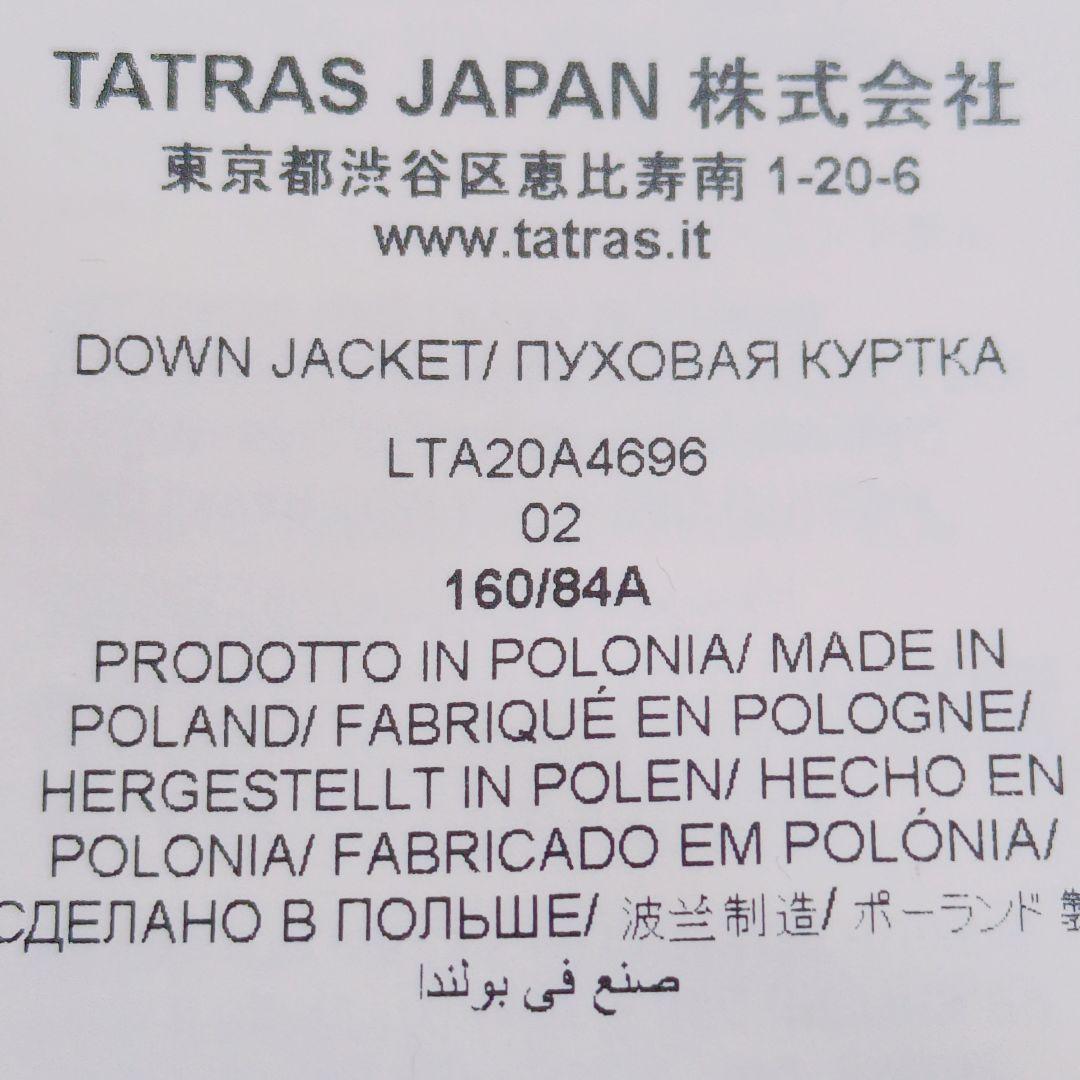 TATRAS JAPAN 株式会社
東京都渋谷区恵比寿南 1-20-6
www.tatras.it
DOWN JACKET/ ПУХОВАЯ КУРТКА
LTA20A4696
02
160/84A
PRODOTTO IN POLONIA/ MADE IN
POLAND/ FABRIQUÉ EN POLOGNE/
HERGESTELLT IN POLEN/ HECHO EN
POLONIA/ FABRICADO EM POLÓNIA/
СДЕЛАНО В ПОЛЬШЕ/ 波兰制造/ ポーランド製
صنع في بولندا